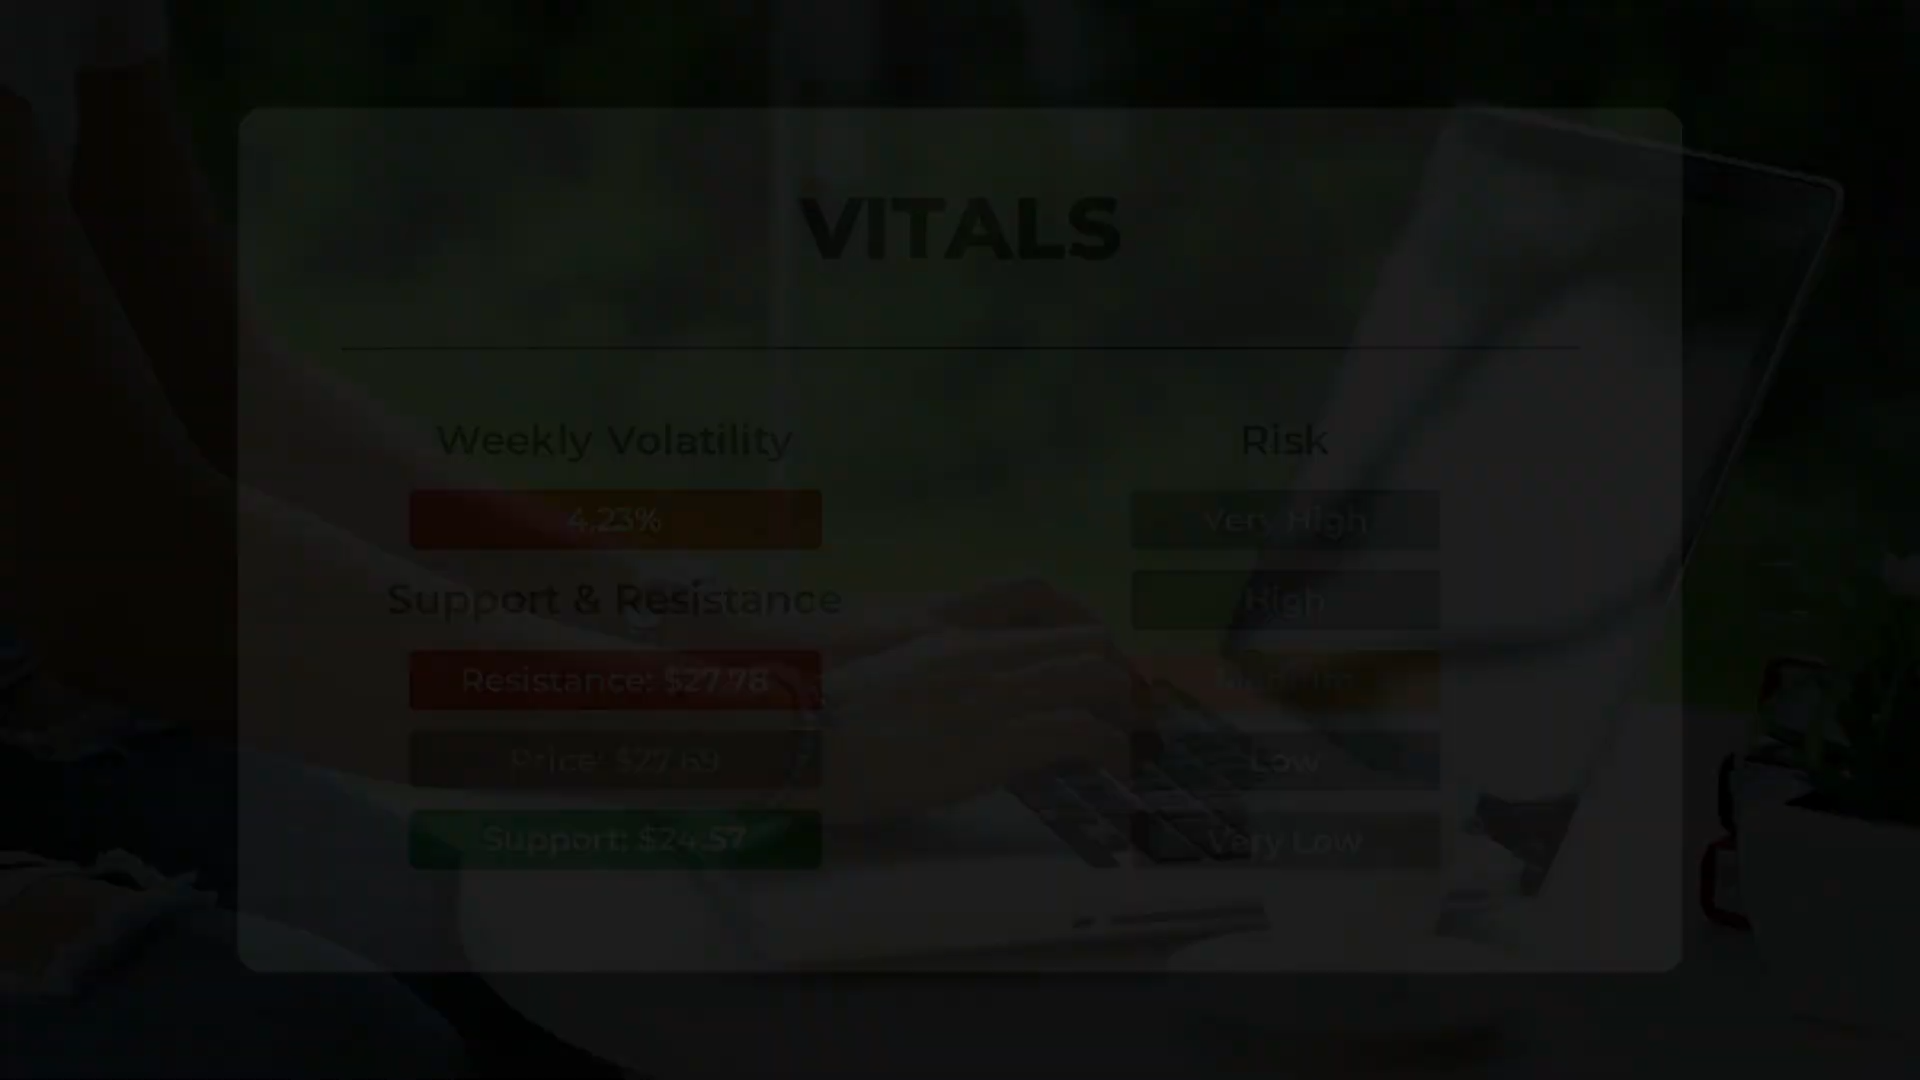 VITALS
Weekly Volatility
4.23%
Support & Resistance
Resistance: $27.78
Price: $27.69
Support: $24.57
Risk
Very High
High
Medium
Low
Very Low